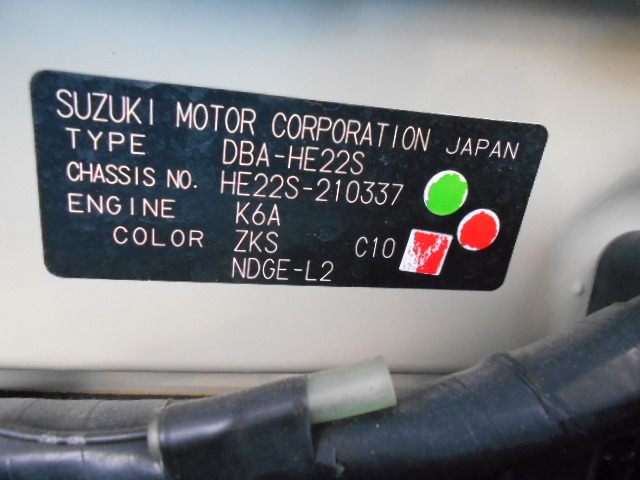 SUZUKI MOTOR CORPORATION JAPAN
TYPE DBA-HE22S
CHASSIS NO. HE22S-210337
ENGINE K6A
COLOR ZKS C10
NDGE-L2